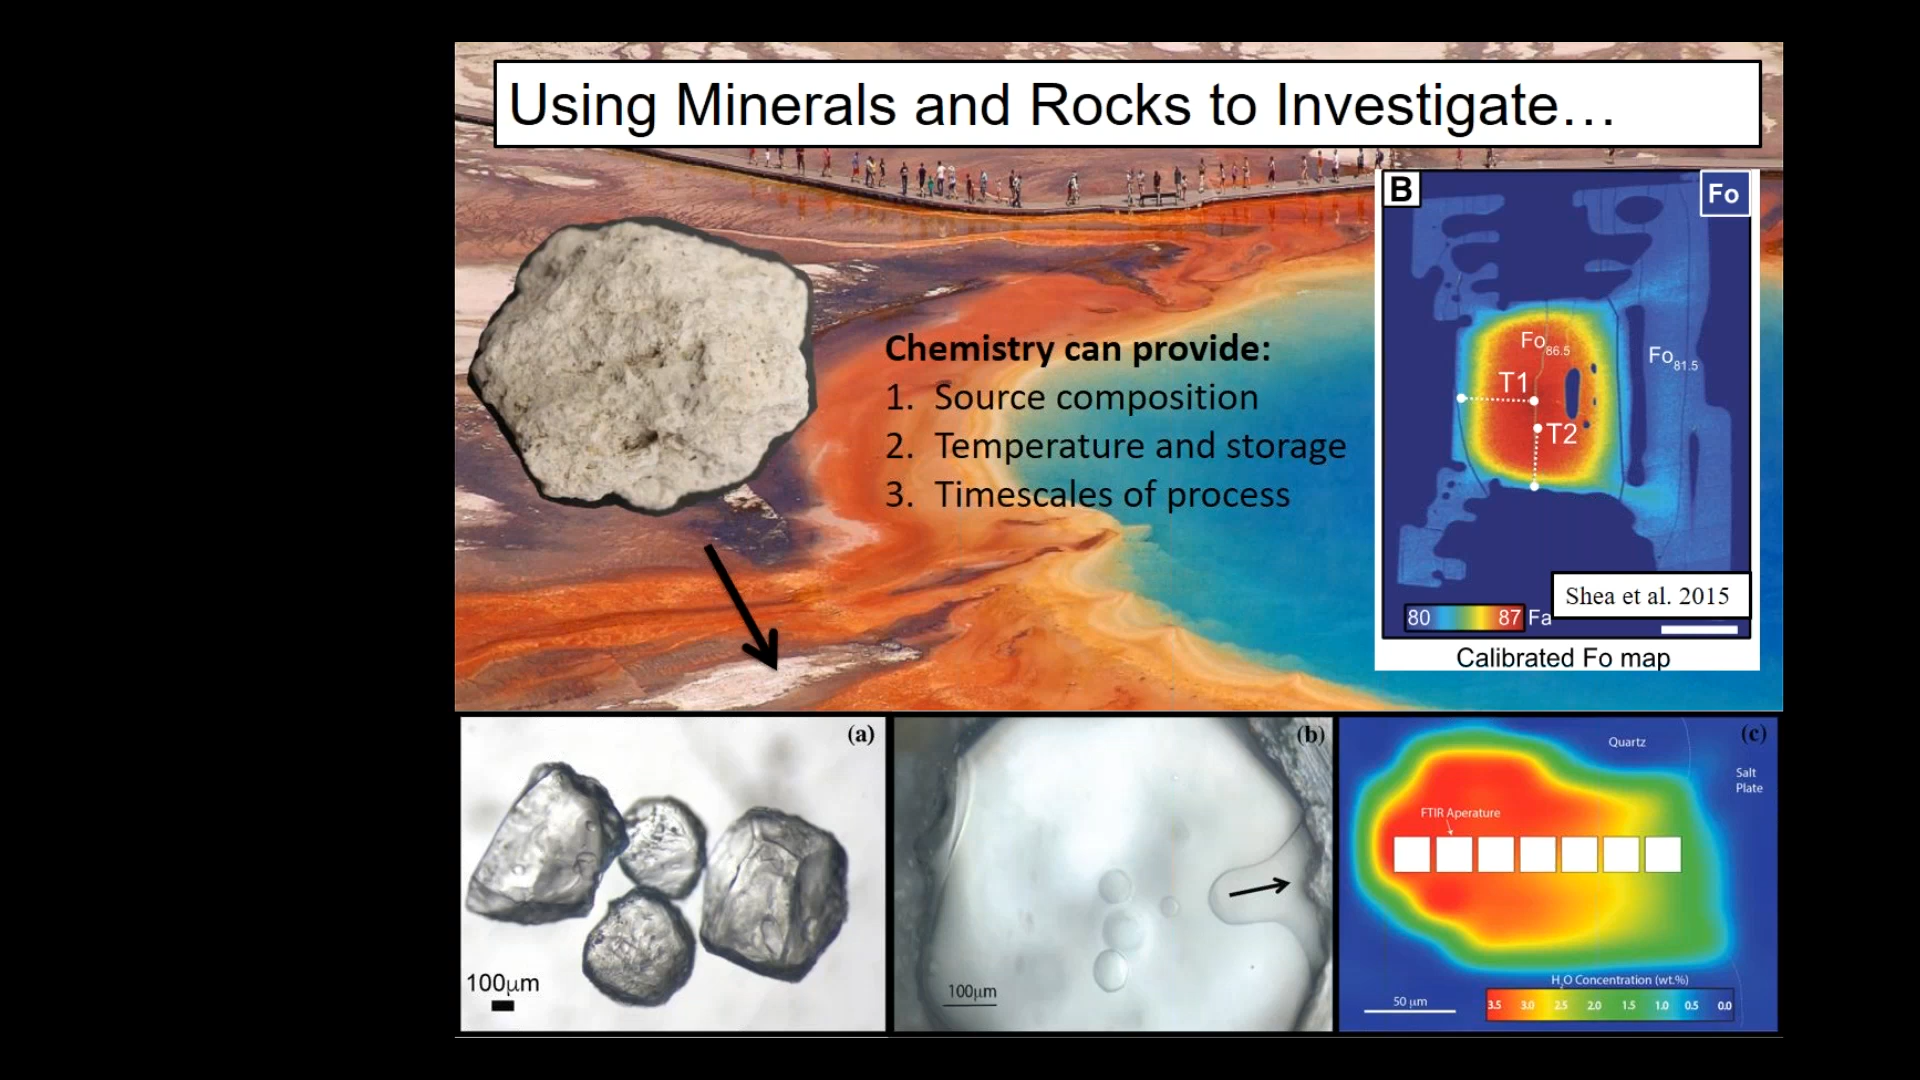 Using Minerals and Rocks to Investigate…
B
Fo
Chemistry can provide:
1. Source composition
2. Temperature and storage
3. Timescales of process
Fo86.5
Fo81.5
T1
T2
Shea et al. 2015
80 87 Fa
Calibrated Fo map
(a)
100μm
(b)
100μm
(c)
Quartz
Salt
Plate
FTIR Aperature
H2O Concentration (wt.%)
50 μm
3.5 3.0 2.5 2.0 1.5 1.0 0.5 0.0